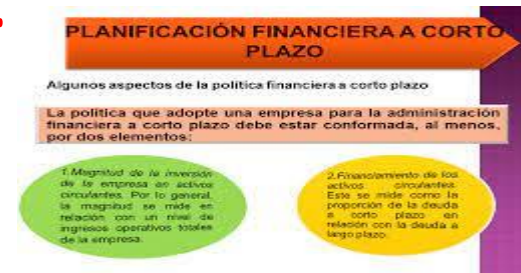 PLANIFICACIÓN FINANCIERA A CORTO
PLAZO
Algunos aspectos de la política financiera a corto plazo
La política que adopte una empresa para la administración
financiera a corto plazo debe estar conformada, al menos,
por dos elementos:
1.Magnitud de la inversión
de la empresa en activos
circulantes. Por lo general,
la magnitud se mide en
relación con un nivel de
ingresos operativos totales
de la empresa.
2.Financiamiento de los
activos circulantes.
Este se mide como la
proporción de la deuda
a corto plazo en
relación con la deuda a
largo plazo.